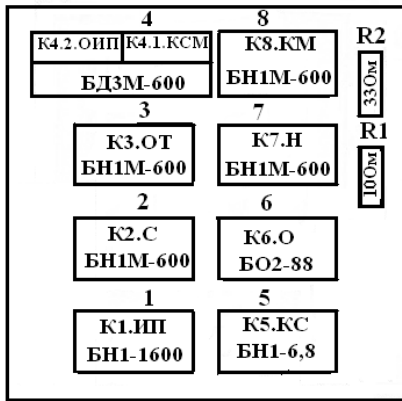 4
8
К4.2.ОИП К4.1.КСМ
БДЗМ-600
К8.КМ
БН1М-600
R2
33Ом
3
7
R1
10Ом
К3.ОТ
БН1М-600
К7.Н
БН1М-600
2
6
К2.С
БН1М-600
К6.О
БО2-88
1
5
К1.ИП
БН1-1600
К5.КС
БН1-6,8